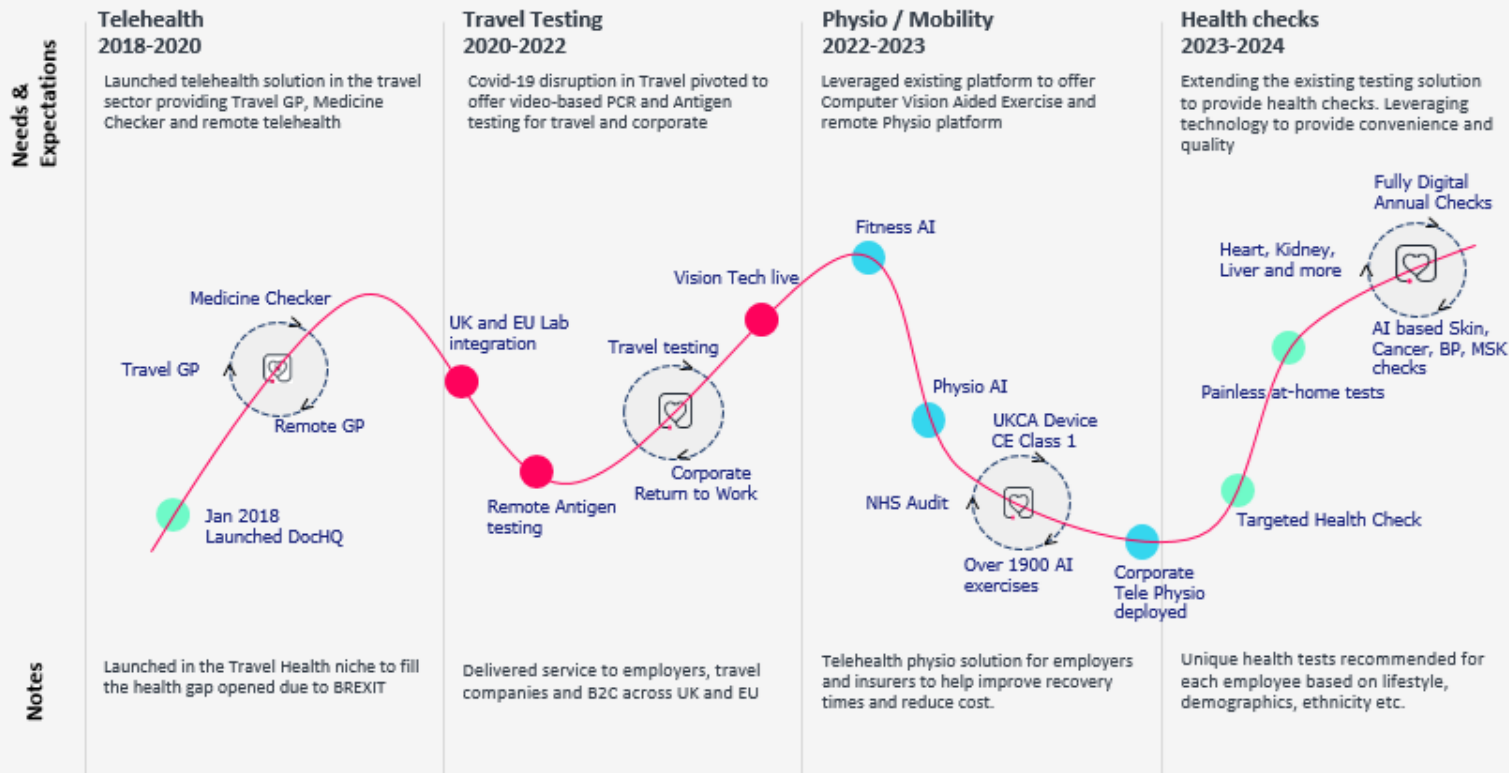 Telehealth
2018-2020
Travel Testing
2020-2022
Physio / Mobility
2022-2023
Health checks
2023-2024
Needs &
Expectations
Launched telehealth solution in the travel
sector providing Travel GP, Medicine
Checker and remote telehealth
Covid-19 disruption in Travel pivoted to
offer video-based PCR and Antigen
testing for travel and corporate
Leveraged existing platform to offer
Computer Vision Aided Exercise and
remote Physio platform
Extending the existing testing solution
to provide health checks. Leveraging
technology to provide convenience and
quality
Medicine Checker
Travel GP
Remote GP
Jan 2018
Launched DocHQ
UK and EU Lab
integration
Remote Antigen
testing
Travel testing
Corporate
Return to Work
Vision Tech live
Fitness AI
Physio AI
UKCA Device
CE Class 1
NHS Audit
Over 1900 AI
exercises
Corporate
Tele Physio
deployed
Targeted Health Check
Painless at-home tests
Heart, Kidney,
Liver and more
Fully Digital
Annual Checks
AI based Skin,
Cancer, BP, MSK
checks
Notes
Launched in the Travel Health niche to fill
the health gap opened due to BREXIT
Delivered service to employers, travel
companies and B2C across UK and EU
Telehealth physio solution for employers
and insurers to help improve recovery
times and reduce cost.
Unique health tests recommended for
each employee based on lifestyle,
demographics, ethnicity etc.